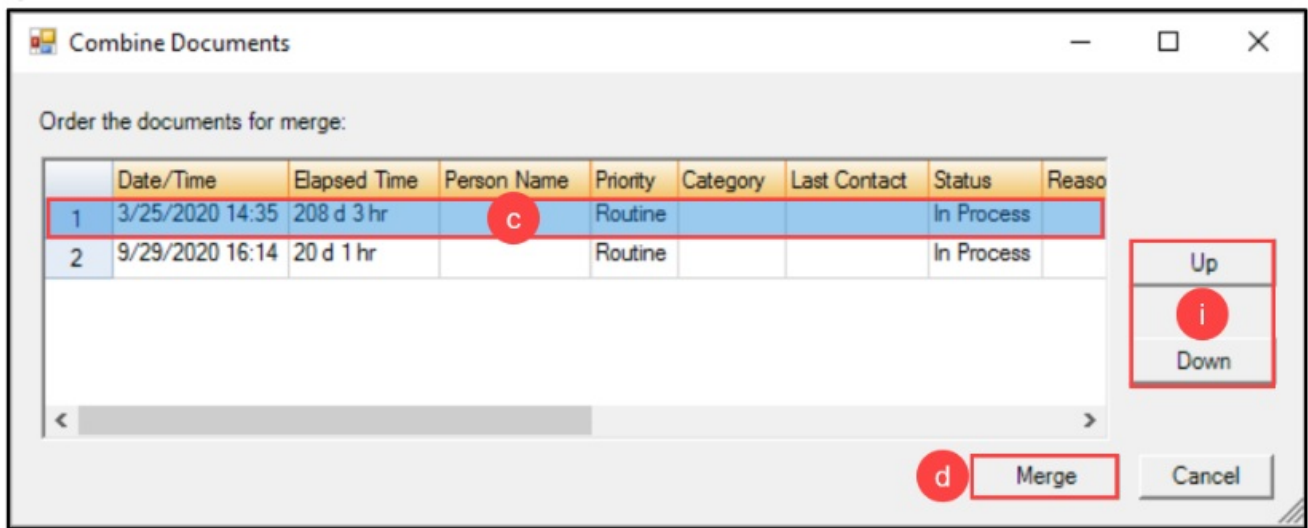 Combine Documents
Order the documents for merge:
Date/Time Elapsed Time Person Name Priority Category Last Contact Status Reaso
1 3/25/2020 14:35 208 d 3 hr c Routine In Process
2 9/29/2020 16:14 20 d 1 hr Routine In Process
Up
i
Down
d Merge Cancel